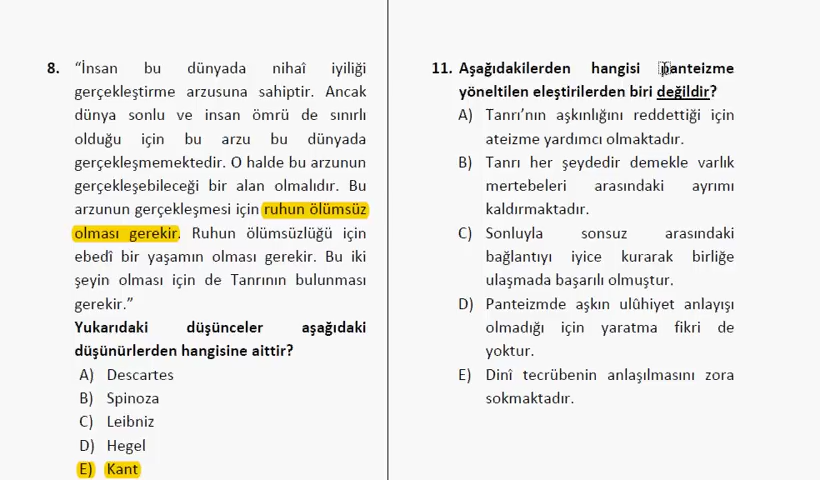 8. “İnsan bu dünyada nihaî iyiliği
gerçekleştirme arzusuna sahiptir. Ancak
dünya sonlu ve insan ömrü de sınırlı
olduğu için bu arzu bu dünyada
gerçekleşmemektedir. O halde bu arzunun
gerçekleşebileceği bir alan olmalıdır. Bu
arzunun gerçekleşmesi için ruhun ölümsüz
olması gerekir. Ruhun ölümsüzlüğü için
ebedî bir yaşamın olması gerekir. Bu iki
şeyin olması için de Tanrının bulunması
gerekir.”
Yukarıdaki düşünceler aşağıdaki
düşünürlerden hangisine aittir?
A) Descartes
B) Spinoza
C) Leibniz
D) Hegel
E) Kant
11. Aşağıdakilerden hangisi panteizme
yöneltilen eleştirilerden biri değildir?
A) Tanrı’nın aşkınlığını reddettiği için
ateizme yardımcı olmaktadır.
B) Tanrı her şeydedir demekle varlık
mertebeleri arasındaki ayrımı
kaldırmaktadır.
C) Sonluyla sonsuz arasındaki
bağlantıyı iyice kurarak birliğe
ulaşmada başarılı olmuştur.
D) Panteizmde aşkın ulûhiyet anlayışı
olmadığı için yaratma fikri de
yoktur.
E) Dinî tecrübenin anlaşılmasını zora
sokmaktadır.